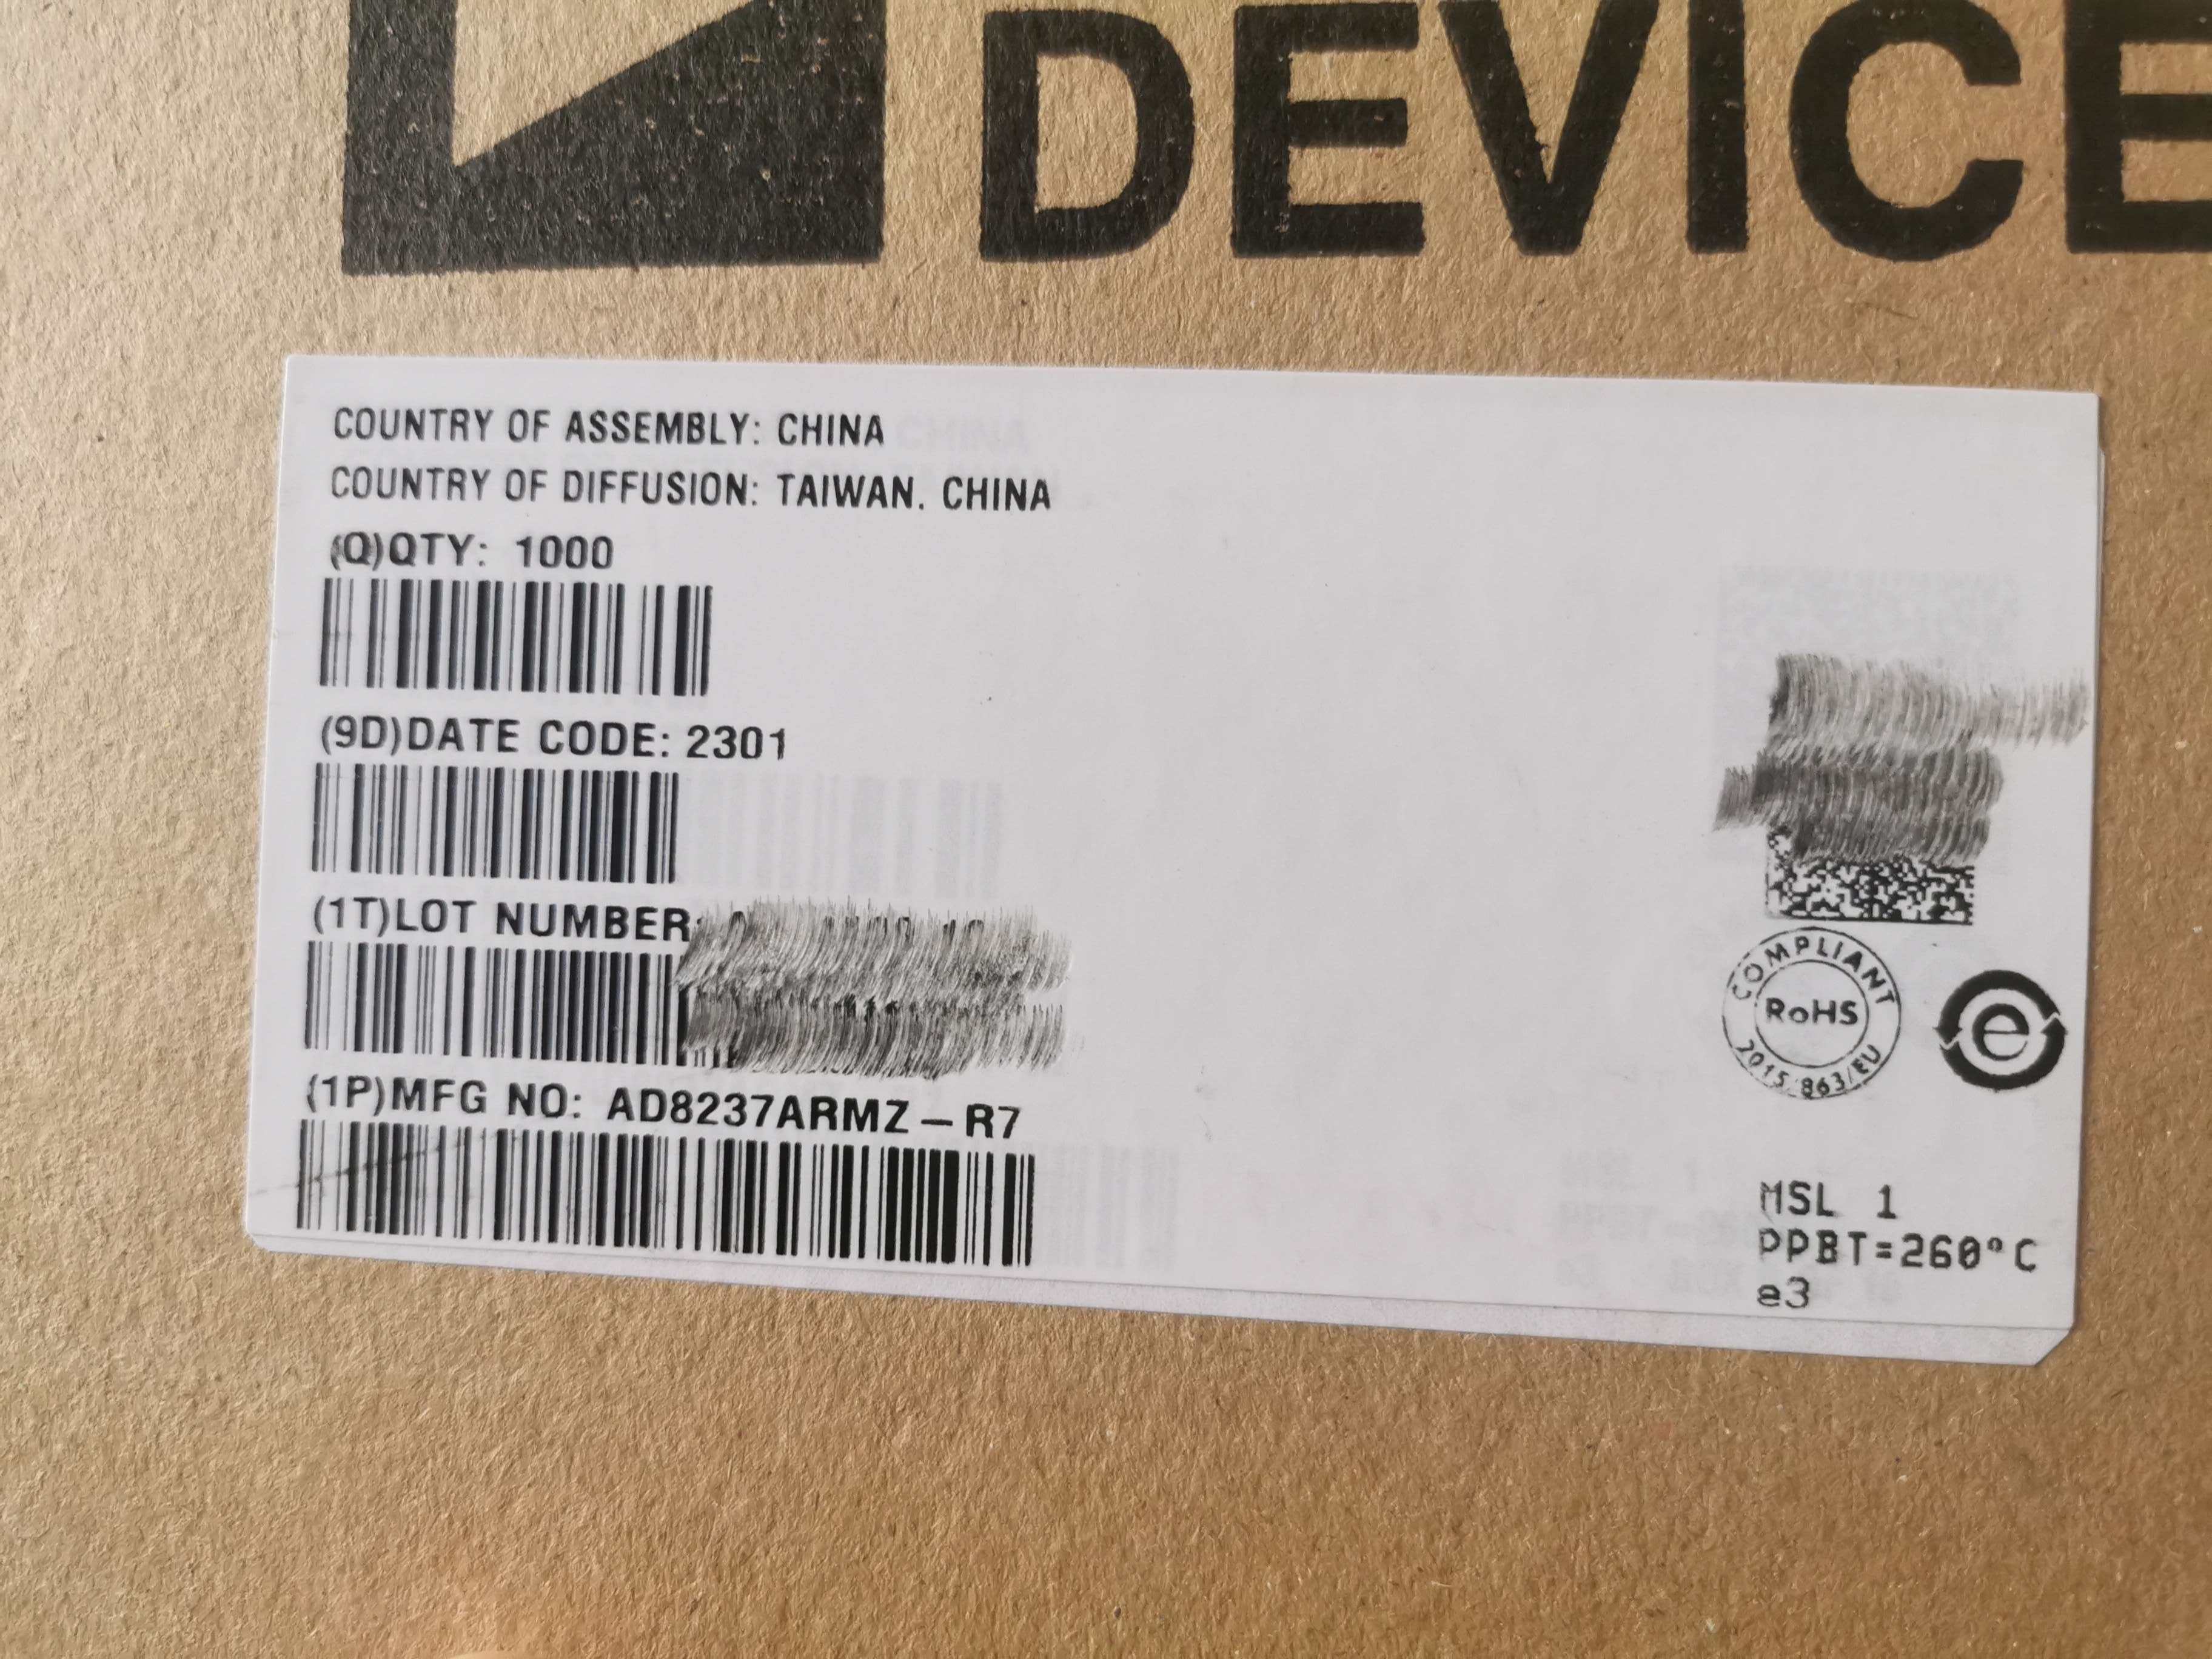 DEVICE
COUNTRY OF ASSEMBLY: CHINA
COUNTRY OF DIFFUSION: TAIWAN. CHINA
(Q)QTY: 1000
(9D)DATE CODE: 2301
(1T)LOT NUMBER:
(1P)MFG NO: AD8237ARMZ-R7
COMPLIANT
RoHS
2015/863/EU
e
MSL 1
PPBT=260°C
e3